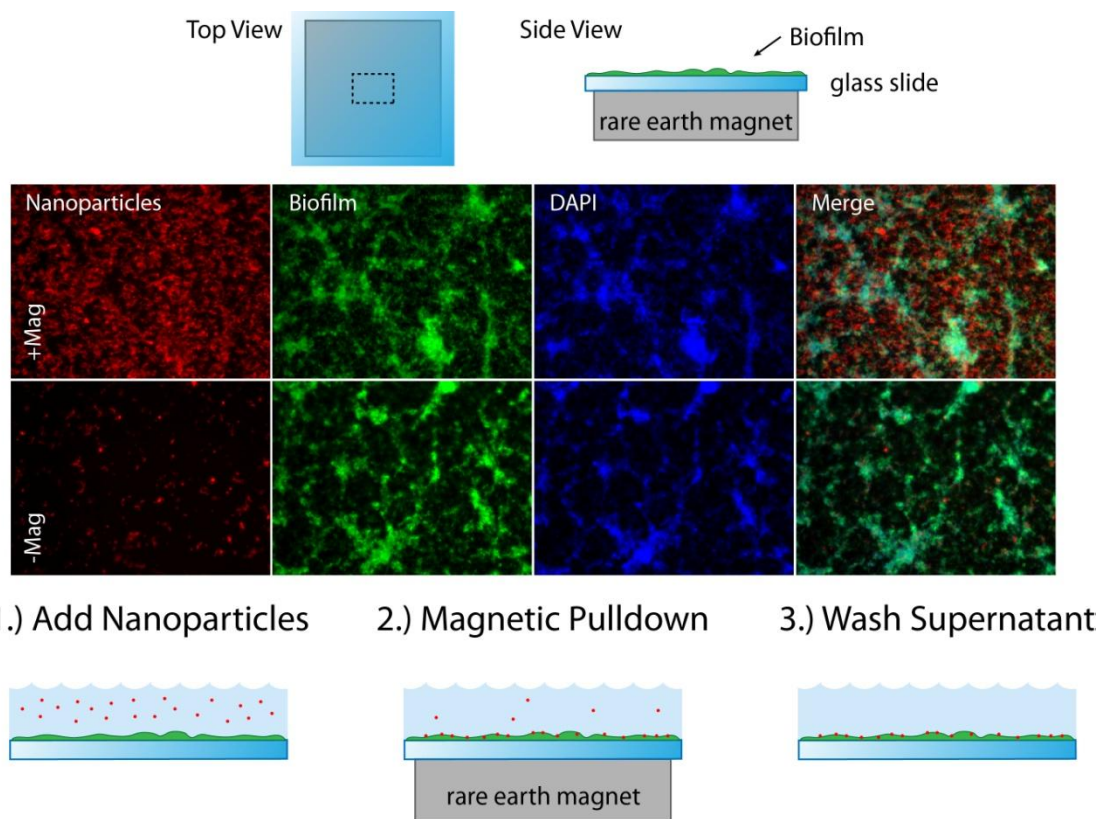 Top View
Side View
Biofilm
glass slide
rare earth magnet
Nanoparticles
Biofilm
DAPI
Merge
+Mag
-Mag
.) Add Nanoparticles
2.) Magnetic Pulldown
3.) Wash Supernatant
rare earth magnet